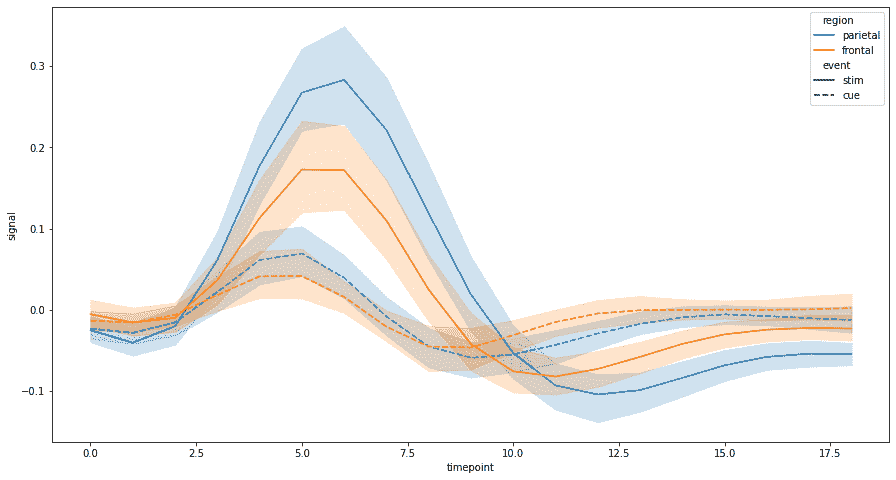 region
parietal
frontal
event
stim
cue
signal
0.3
0.2
0.1
0.0
−0.1
0.0
2.5
5.0
7.5
10.0
12.5
15.0
17.5
timepoint